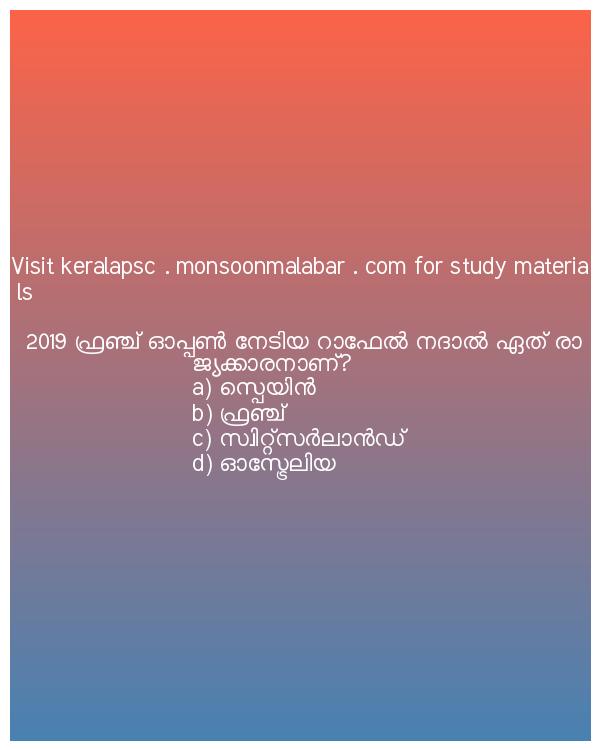 Visit keralapsc . monsoonmalabar . com for study materia
ls
2019 ഫ്രഞ്ച് ഓപ്പൺ നേടിയ റാഫേൽ നദാൽ ഏത് രാ
ജ്യക്കാരനാണ്?
a) സ്പെയിൻ
b) ഫ്രഞ്ച്
c) സ്വിറ്റ്സർലാൻഡ്
d) ഓസ്ട്രേലിയ